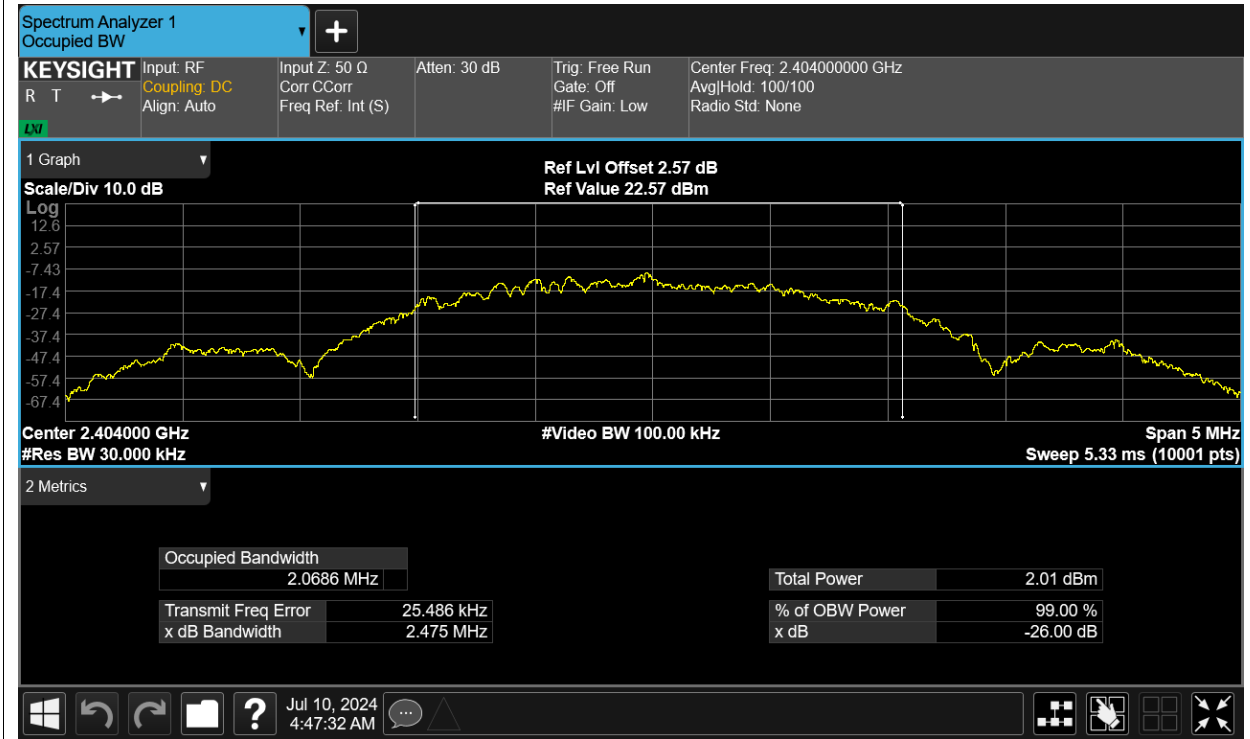 Spectrum Analyzer 1
Occupied BW
KEYSIGHT
R T
LXI
Input: RF
Coupling: DC
Align: Auto
Input Z: 50 Ω
Corr CCorr
Freq Ref: Int (S)
Atten: 30 dB
Trig: Free Run
Gate: Off
#IF Gain: Low
Center Freq: 2.404000000 GHz
Avg|Hold: 100/100
Radio Std: None
1 Graph
Scale/Div 10.0 dB
Ref Lvl Offset 2.57 dB
Ref Value 22.57 dBm
Log
12.6
2.57
-7.43
-17.4
-27.4
-37.4
-47.4
-57.4
-67.4
Center 2.404000 GHz
#Video BW 100.00 kHz
Span 5 MHz
#Res BW 30.000 kHz
Sweep 5.33 ms (10001 pts)
2 Metrics
Occupied Bandwidth
2.0686 MHz
Transmit Freq Error 25.486 kHz
x dB Bandwidth 2.475 MHz
Total Power 2.01 dBm
% of OBW Power 99.00 %
x dB -26.00 dB
?
Jul 10, 2024
4:47:32 AM